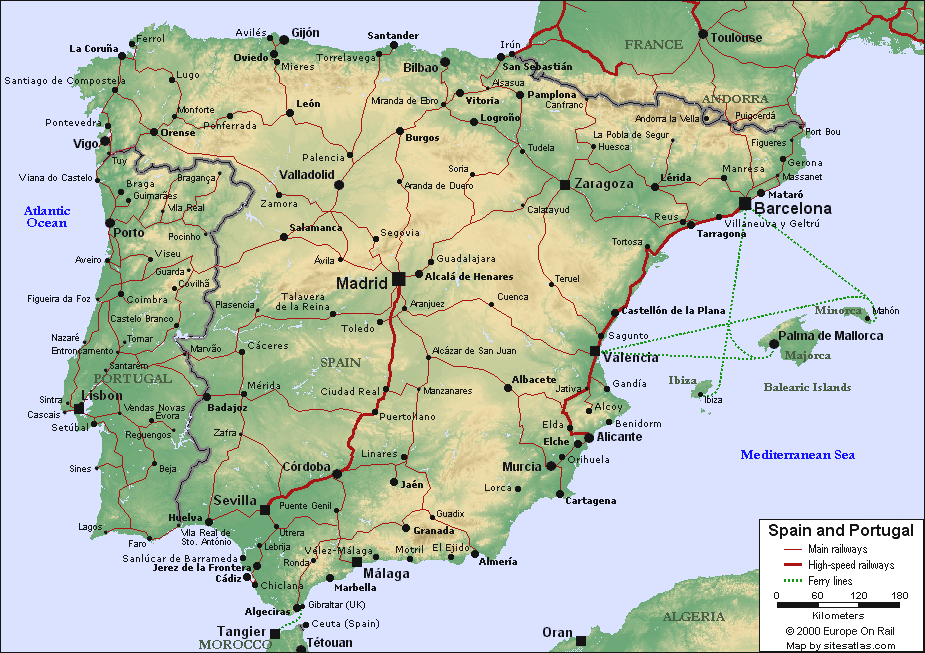 Ferrol
La Coruña
Santiago de Compostela
Lugo
Pontevedra
Vigo
Tuy
Orense
Monforte
Ponferrada
Avilés
Gijón
Oviedo
Mieres
Torrelavega
Santander
Bilbao
Irún
San Sebastián
Alsasua
Pamplona
Canfranc
Miranda de Ebro
Vitoria
Logroño
León
Burgos
Palencia
Valladolid
Zamora
Aranda de Duero
Soria
Tudela
Huesca
La Pobla de Segur
FRANCE
Toulouse
ANDORRA
Andorra la Vella
Puigcerdá
Port Bou
Figueres
Gerona
Massanet
Manresa
Mataró
Barcelona
Villaneuva y Geltrú
Tarragona
Reus
Lérida
Zaragoza
Calatayud
Tortosa
Viana do Castelo
Braga
Guimarães
Bragança
Vila Real
Porto
Pocinho
Atlantic
Ocean
Aveiro
Viseu
Guarda
Covilhã
Figueira da Foz
Coimbra
Castelo Branco
Salamanca
Segovia
Ávila
Guadalajara
Madrid
Alcalá de Henares
Aranjuez
Cuenca
Teruel
Plasencia
Talavera
de la Reina
Toledo
Castellón de la Plana
Sagunto
Valencia
Minorca
Mahón
Palma de Mallorca
Majorca
Ibiza
Ibiza
Balearic Islands
Nazaré
Tomar
Entroncamento
Marvão
Santarém
PORTUGAL
Cáceres
SPAIN
Alcázar de San Juan
Sintra
Lisbon
Cascais
Setúbal
Vendas Novas
Évora
Reguengos
Badajoz
Mérida
Ciudad Real
Manzanares
Albacete
Jativa
Gandía
Alcoy
Benidorm
Elda
Elche
Alicante
Puertollano
Zafra
Sines
Beja
Córdoba
Linares
Jaén
Murcia
Orihuela
Lorca
Cartagena
Mediterranean Sea
Lagos
Faro
Huelva
Vila Real de
Sto. António
Sevilla
Puente Genil
Utrera
Lebrija
Guadix
Granada
Sanlúcar de Barrameda
Jerez de la Frontera
Cádiz
Chiclana
Ronda
Vélez-Málaga
Motril
El Ejido
Almería
Málaga
Marbella
Algeciras
Gibraltar (UK)
Ceuta (Spain)
Tangier
MOROCCO
Tétouan
Oran
ALGERIA
Spain and Portugal
Main railways
High-speed railways
Ferry lines
0 60 120 180
Kilometers
© 2000 Europe On Rail
Map by sitesatlas.com